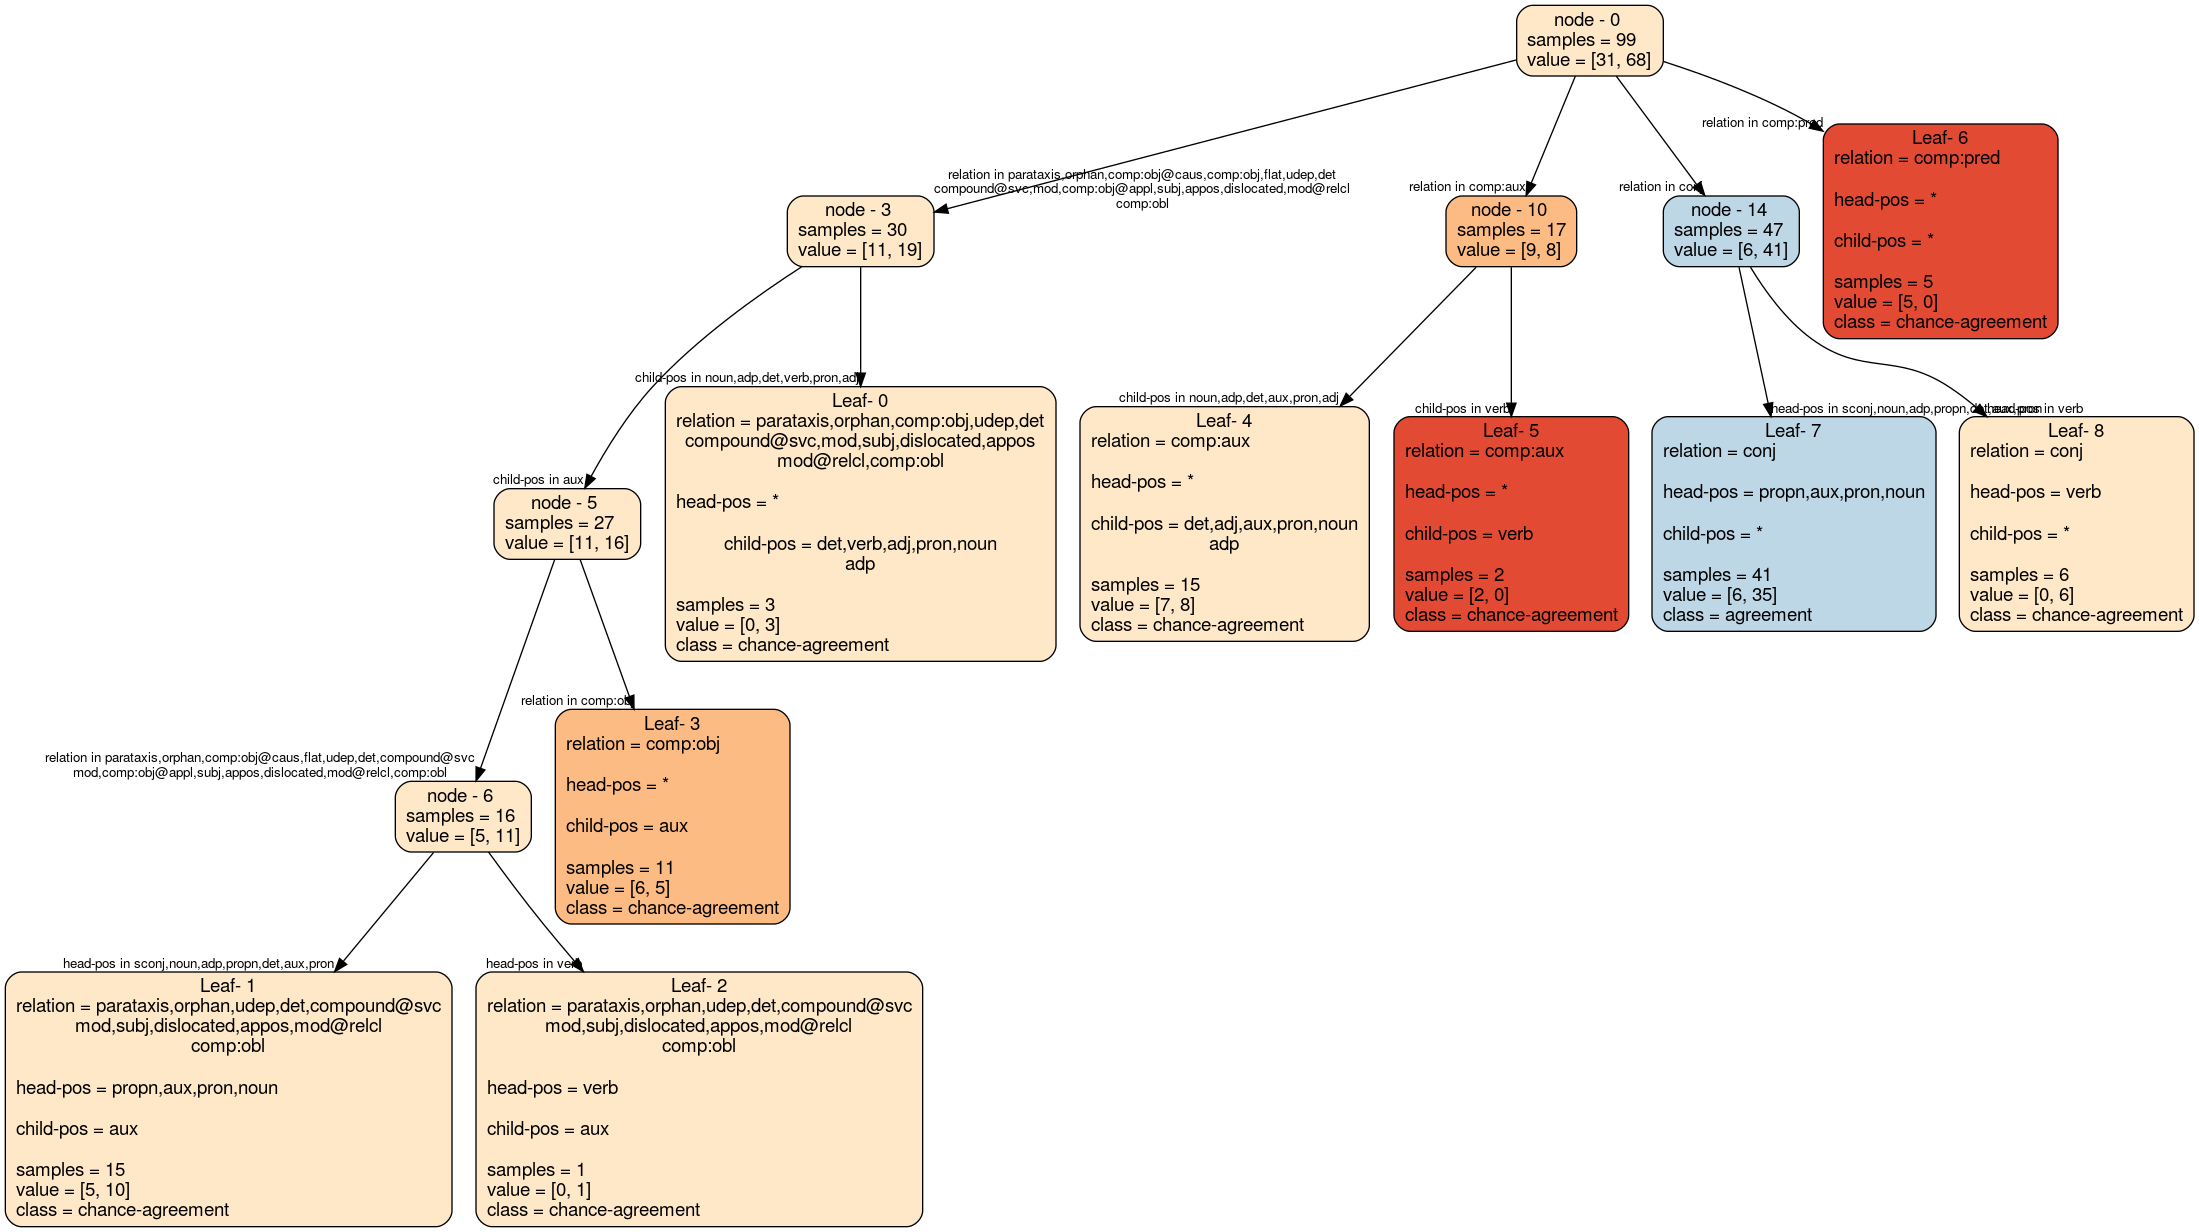 node - 0
samples = 99
value = [31, 68]
relation in comp:pred
Leaf- 6
relation = comp:pred
head-pos = *
child-pos = *
samples = 5
value = [5, 0]
class = chance-agreement
relation in parataxis,orphan,comp:obj@caus,comp:obj,flat,udep,det
compound@svc,mod,comp:obj@appl,subj,appos,dislocated,mod@relcl
comp:obl
node - 3
samples = 30
value = [11, 19]
relation in comp:aux
node - 10
samples = 17
value = [9, 8]
relation in conj
node - 14
samples = 47
value = [6, 41]
child-pos in noun,adp,det,verb,pron,adj
Leaf- 0
relation = parataxis,orphan,comp:obj,udep,det
compound@svc,mod,subj,dislocated,appos
mod@relcl,comp:obl
head-pos = *
child-pos = det,verb,adj,pron,noun
adp
samples = 3
value = [0, 3]
class = chance-agreement
child-pos in noun,adp,det,aux,pron,adj
Leaf- 4
relation = comp:aux
head-pos = *
child-pos = det,adj,aux,pron,noun
adp
samples = 15
value = [7, 8]
class = chance-agreement
child-pos in verb
Leaf- 5
relation = comp:aux
head-pos = *
child-pos = verb
samples = 2
value = [2, 0]
class = chance-agreement
head-pos in sconj,noun,adp,propn,det,aux,pron
Leaf- 7
relation = conj
head-pos = propn,aux,pron,noun
child-pos = *
samples = 41
value = [6, 35]
class = agreement
head-pos in verb
Leaf- 8
relation = conj
head-pos = verb
child-pos = *
samples = 6
value = [0, 6]
class = chance-agreement
child-pos in aux
node - 5
samples = 27
value = [11, 16]
relation in comp:obj
Leaf- 3
relation = comp:obj
head-pos = *
child-pos = aux
samples = 11
value = [6, 5]
class = chance-agreement
relation in parataxis,orphan,comp:obj@caus,flat,udep,det,compound@svc
mod,comp:obj@appl,subj,appos,dislocated,mod@relcl,comp:obl
node - 6
samples = 16
value = [5, 11]
head-pos in sconj,noun,adp,propn,det,aux,pron
Leaf- 1
relation = parataxis,orphan,udep,det,compound@svc
mod,subj,dislocated,appos,mod@relcl
comp:obl
head-pos = propn,aux,pron,noun
child-pos = aux
samples = 15
value = [5, 10]
class = chance-agreement
head-pos in verb
Leaf- 2
relation = parataxis,orphan,udep,det,compound@svc
mod,subj,dislocated,appos,mod@relcl
comp:obl
head-pos = verb
child-pos = aux
samples = 1
value = [0, 1]
class = chance-agreement